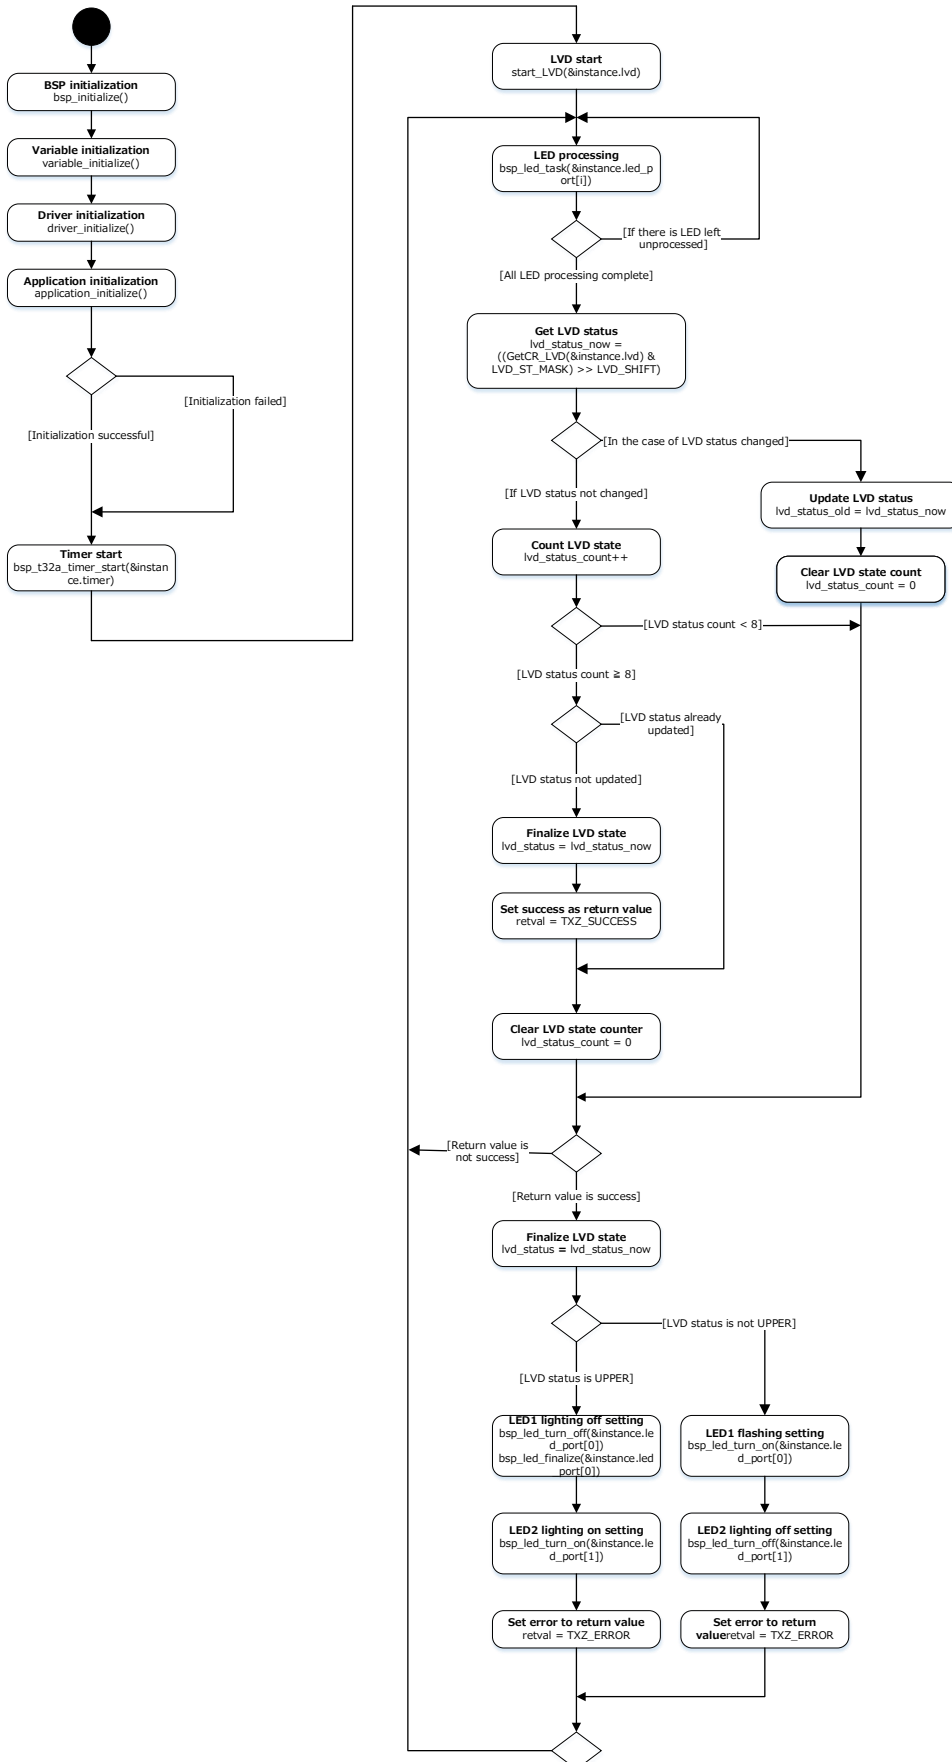 BSP initialization
bsp_initialize()
Variable initialization
variable_initialize()
Driver initialization
driver_initialize()
Application initialization
application_initialize()
[Initialization failed]
[Initialization successful]
Timer start
bsp_t32a_timer_start(&instan
ce.timer)
LVD start
start_LVD(&instance.lvd)
LED processing
bsp_led_task(&instance.led_p
ort[i])
[If there is LED left
unprocessed]
[All LED processing complete]
Get LVD status
lvd_status_now =
((GetCR_LVD(&instance.lvd) &
LVD_ST_MASK) >> LVD_SHIFT)
[In the case of LVD status changed]
[If LVD status not changed]
Update LVD status
lvd_status_old = lvd_status_now
Count LVD state
lvd_status_count++
Clear LVD state count
lvd_status_count = 0
[LVD status count < 8]
[LVD status count ≧ 8]
[LVD status already
updated]
[LVD status not updated]
Finalize LVD state
lvd_status = lvd_status_now
Set success as return value
retval = TXZ_SUCCESS
Clear LVD state counter
lvd_status_count = 0
[Return value is
not success]
[Return value is success]
Finalize LVD state
lvd_status = lvd_status_now
[LVD status is not UPPER]
[LVD status is UPPER]
LED1 lighting off setting
bsp_led_turn_off(&instance.le
d_port[0])
bsp_led_finalize(&instance.led
_port[0])
LED1 flashing setting
bsp_led_turn_on(&instance.le
d_port[0])
LED2 lighting on setting
bsp_led_turn_on(&instance.le
d_port[1])
LED2 lighting off setting
bsp_led_turn_off(&instance.le
d_port[1])
Set error to return value
retval = TXZ_ERROR
Set error to return
valueretval = TXZ_ERROR